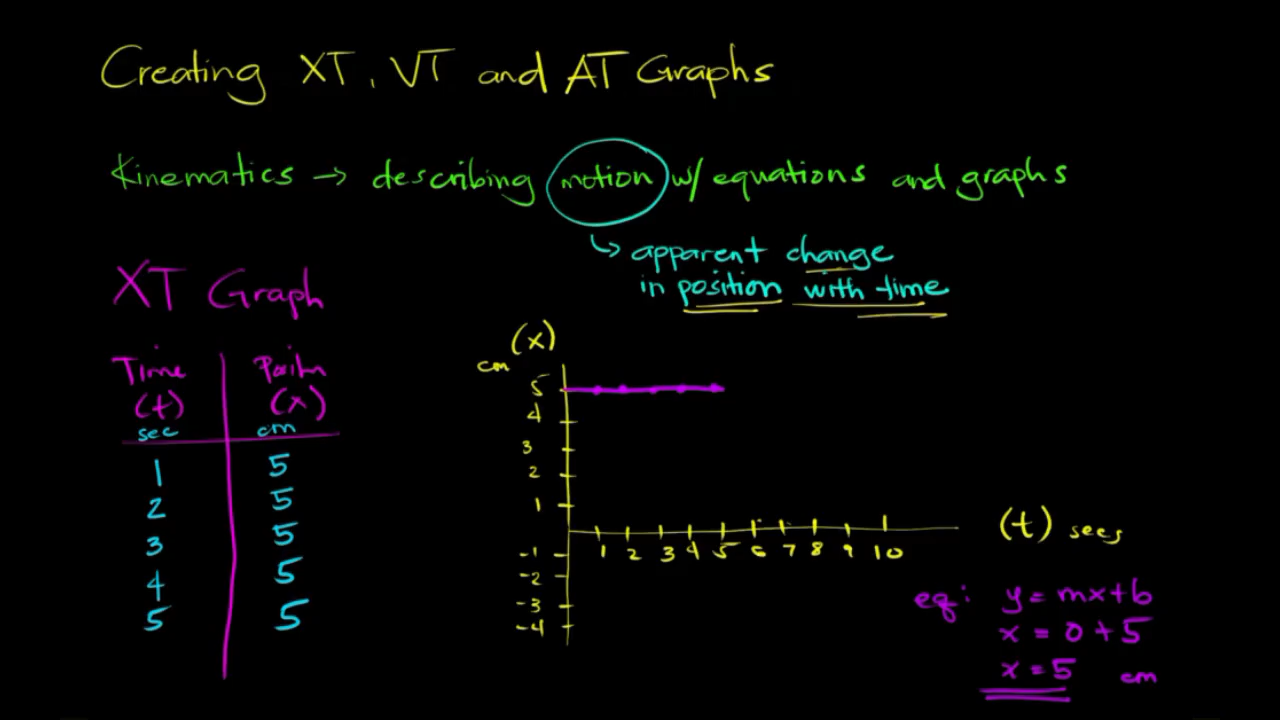 Creating XT, VT and AT Graphs
Kinematics → describing motion w/ equations and graphs
↳ apparent change
in position with time
XT Graph
Time
(t)
sec
(x)
cm
1 5
2 5
3 5
4 5
5 5
(x)
cm
5
4
3
2
1
-1
-2
-3
-4
1 2 3 4 5 6 7 8 9 10
(t) secs
eq: y = mx+b
x = 0 + 5
x = 5 cm